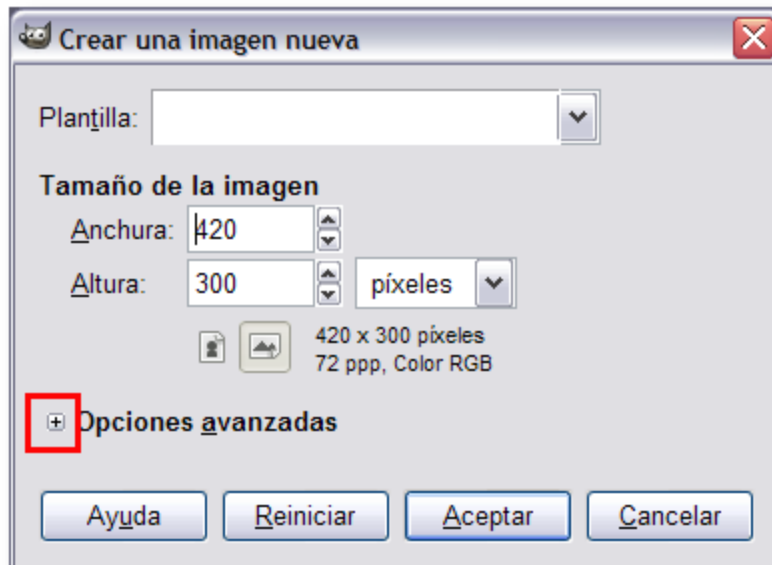 Crear una imagen nueva
Plantilla:
Tamaño de la imagen
Anchura: 420
Altura: 300 píxeles
420 x 300 píxeles
72 ppp, Color RGB
Opciones avanzadas
Ayuda Reiniciar Aceptar Cancelar